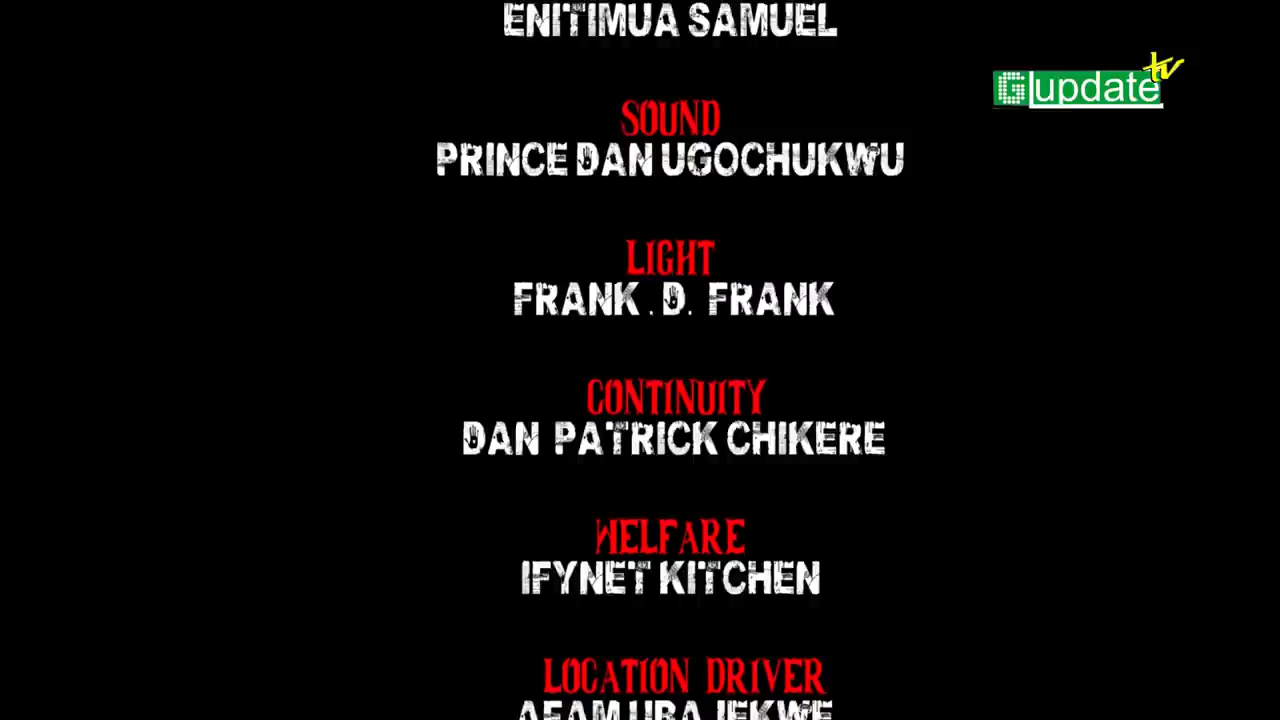 ENITIMUA SAMUEL
G update tv
SOUND
PRINCE DAN UGOCHUKWU
LIGHT
FRANK . D. FRANK
CONTINUITY
DAN PATRICK CHIKERE
WELFARE
IFYNET KITCHEN
LOCATION DRIVER